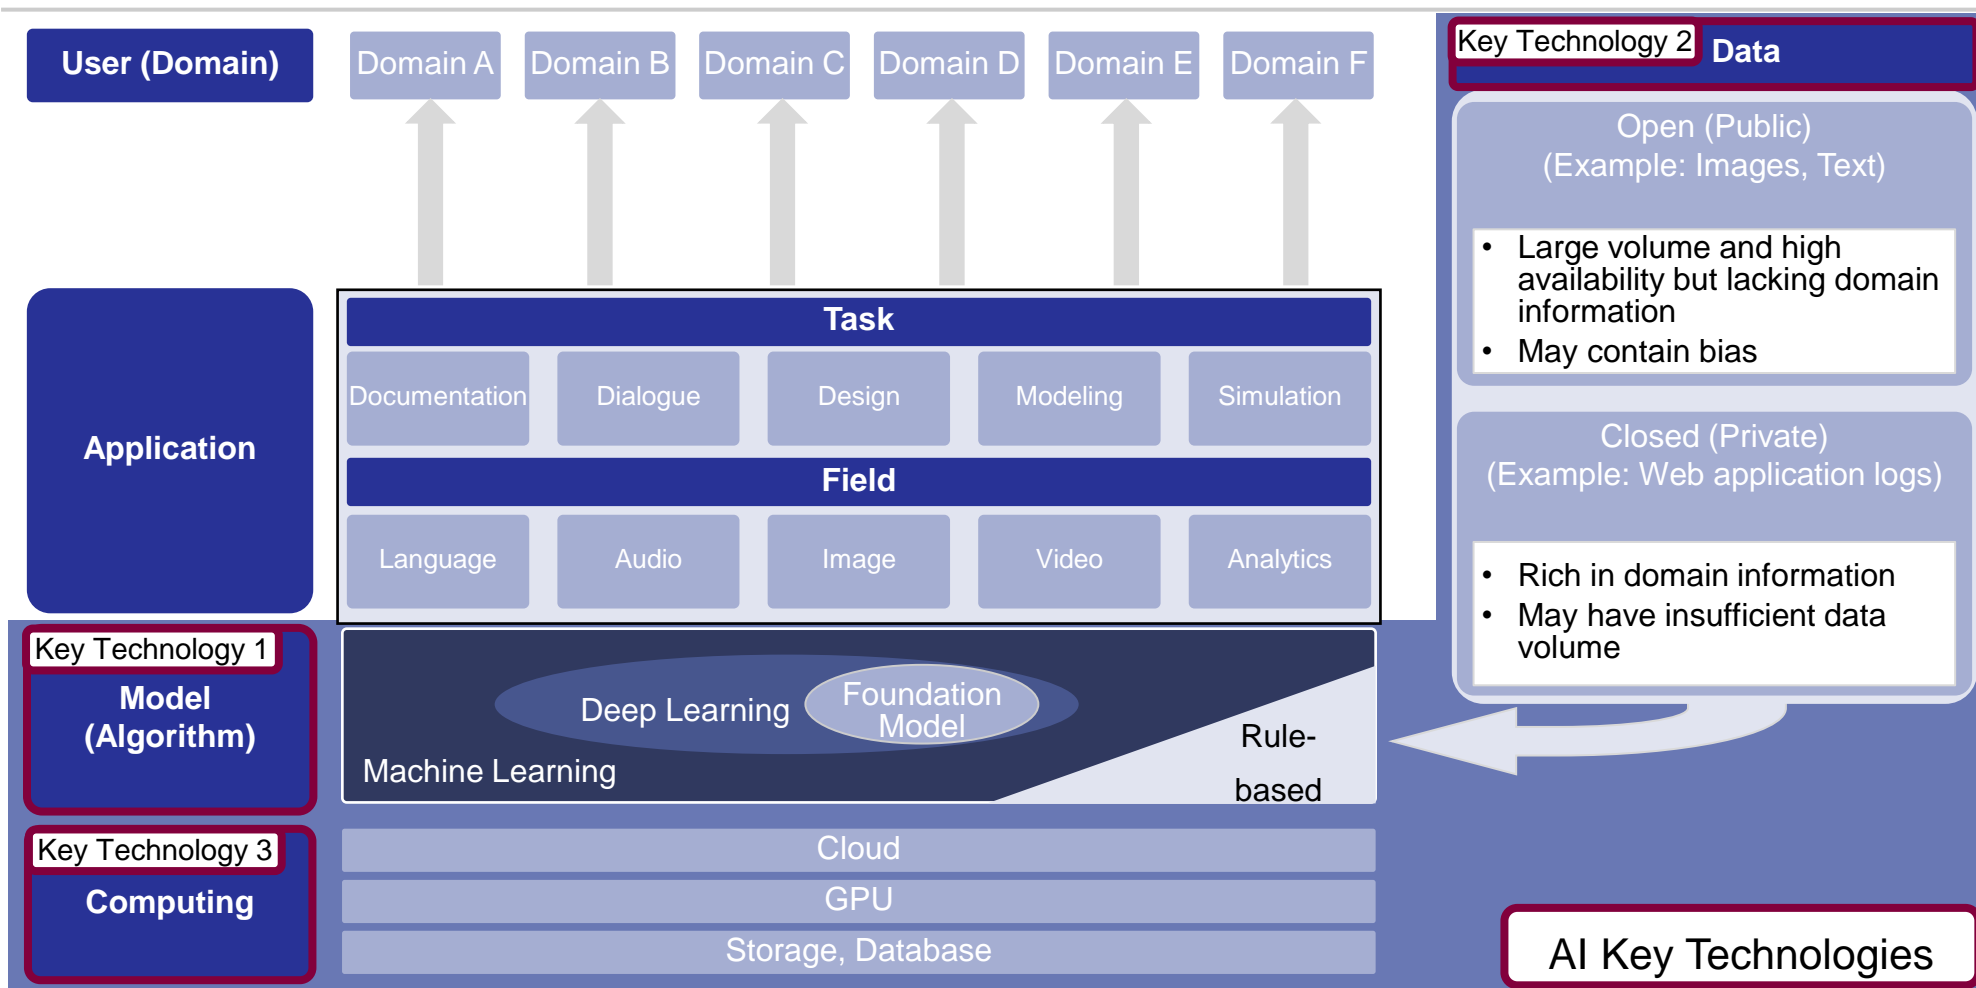 User (Domain)
Domain A
Domain B
Domain C
Domain D
Domain E
Domain F
Key Technology 2
Data
Open (Public)
(Example: Images, Text)
• Large volume and high
availability but lacking domain
information
• May contain bias
Closed (Private)
(Example: Web application logs)
• Rich in domain information
• May have insufficient data
volume
Application
Task
Documentation
Dialogue
Design
Modeling
Simulation
Field
Language
Audio
Image
Video
Analytics
Key Technology 1
Model
(Algorithm)
Deep Learning
Foundation
Model
Machine Learning
Rule-
based
Key Technology 3
Computing
Cloud
GPU
Storage, Database
AI Key Technologies